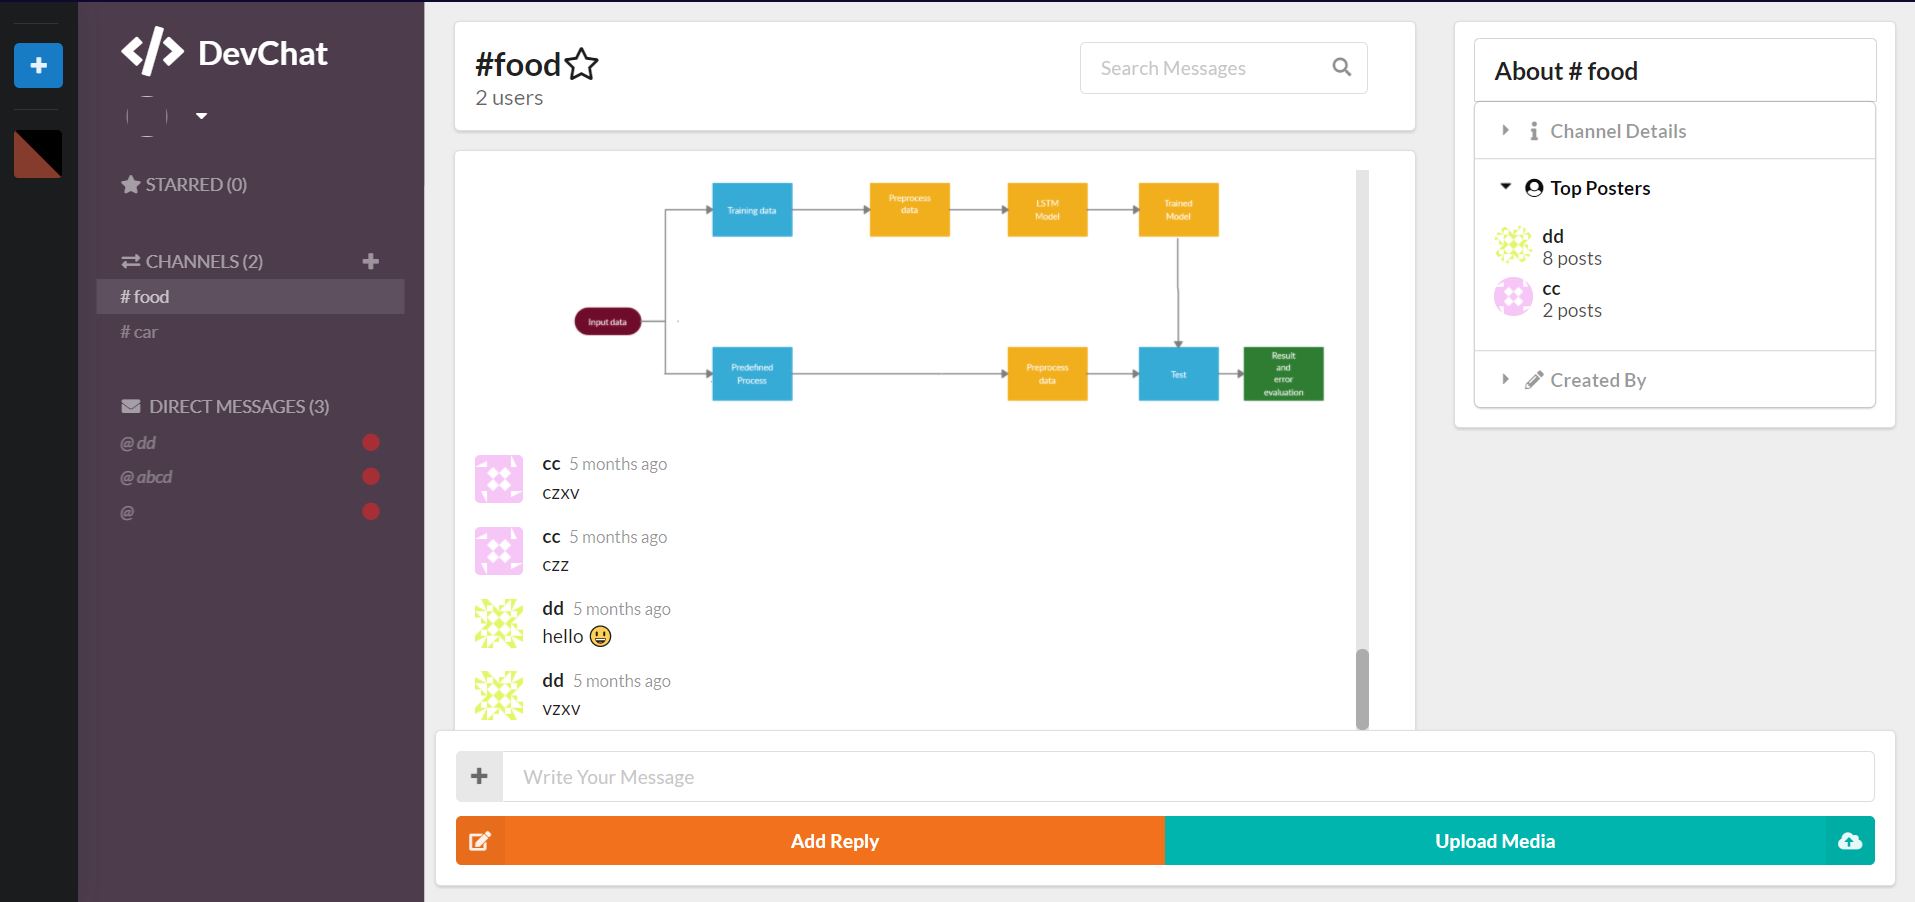 DevChat
STARRED (0)
CHANNELS (2)
# food
# car
DIRECT MESSAGES (3)
@ dd
@ abcd
@
#food
2 users
Search Messages
Training data
Preprocess
data
LSTM
Model
Trained
Model
Input data
Predefined
Process
Preprocess
data
Test
Result
and
error
evaluation
cc 5 months ago
czxv
cc 5 months ago
czz
dd 5 months ago
hello 😃
dd 5 months ago
vzxv
Write Your Message
Add Reply
Upload Media
About # food
Channel Details
Top Posters
dd
8 posts
cc
2 posts
Created By